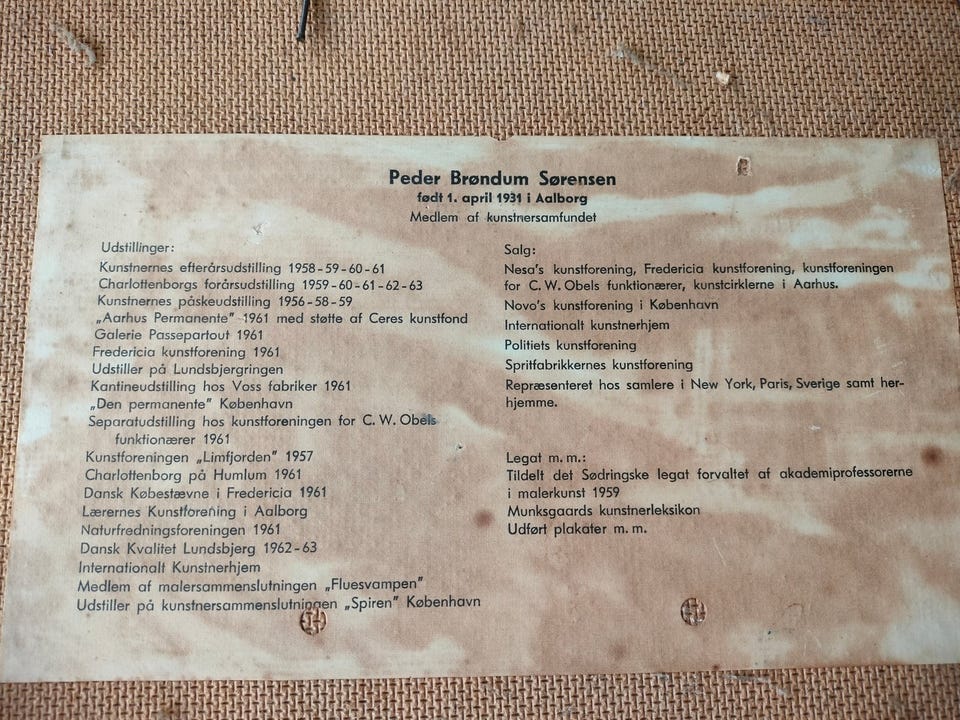 Peder Brøndum Sørensen
født 1. april 1931 i Aalborg
Medlem af kunstnersamfundet
Udstillinger:
Kunstnernes efterårsudstilling 1958-59-60-61
Charlottenborgs forårsudstilling 1959-60-61-62-63
Kunstnernes påskeudstilling 1956-58-59
„Aarhus Permanente” 1961 med støtte af Ceres kunstfond
Galerie Passepartout 1961
Fredericia kunstforening 1961
Udstiller på Lundsbjergringen
Kantineudstilling hos Voss fabriker 1961
„Den permanente” København
Separatudstilling hos kunstforeningen for C. W. Obels
funktionærer 1961
Kunstforeningen „Limfjorden” 1957
Charlottenborg på Humlum 1961
Dansk Købestævne i Fredericia 1961
Lærernes Kunstforening i Aalborg
Naturfredningsforeningen 1961
Dansk Kvalitet Lundsbjerg 1962-63
Internationalt Kunstnerhjem
Medlem af malersammenslutningen „Fluesvampen”
Udstiller på kunstnersammenslutningen „Spiren” København
Salg:
Nesa's kunstforening, Fredericia kunstforening, kunstforeningen
for C. W. Obels funktionærer, kunstcirklerne i Aarhus.
Novo's kunstforening i København
Internationalt kunstnerhjem
Politiets kunstforening
Spritfabrikkernes kunstforening
Repræsenteret hos samlere i New York, Paris, Sverige samt her-
hjemme.
Legat m. m.:
Tildelt det Sødringske legat forvaltet af akademiprofessorerne
i malerkunst 1959
Munksgaards kunstnerleksikon
Udført plakater m. m.